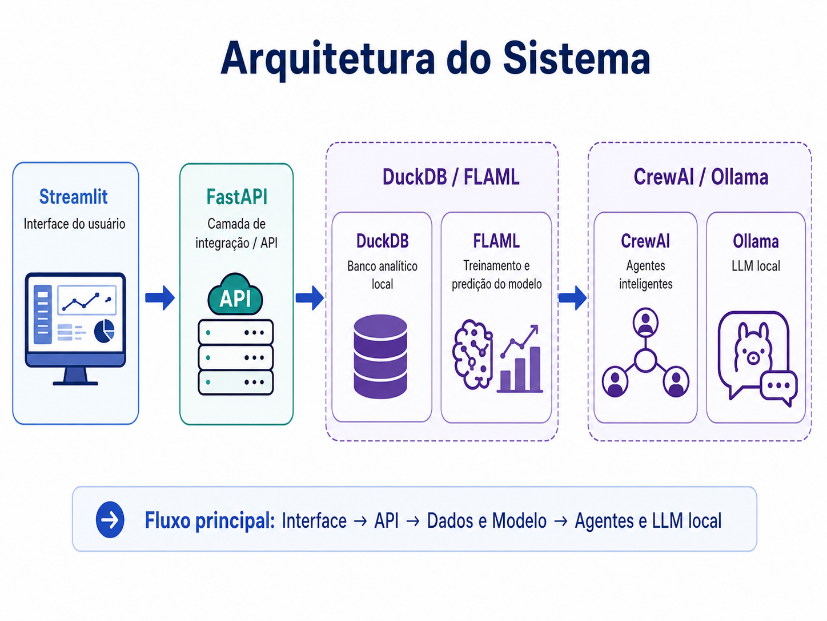 Arquitetura do Sistema
Streamlit
Interface do usuário
FastAPI
Camada de
integração / API
API
DuckDB / FLAML
DuckDB
Banco analítico
local
FLAML
Treinamento e
predição do modelo
CrewAI / Ollama
CrewAI
Agentes
inteligentes
Ollama
LLM local
Fluxo principal: Interface → API → Dados e Modelo → Agentes e LLM local